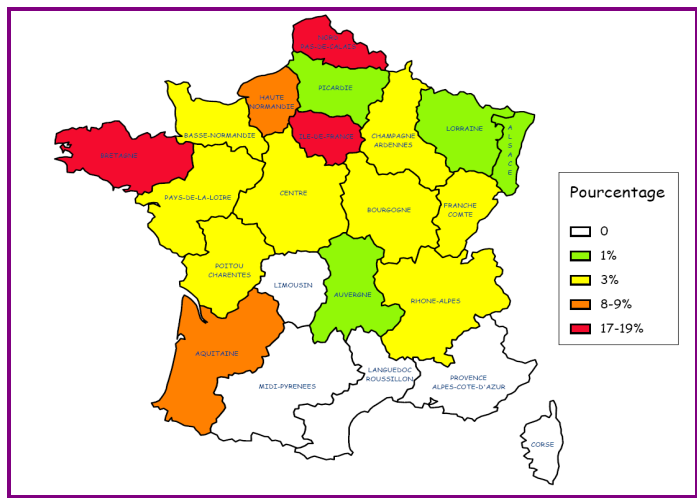 NORD
PAS-DE-CALAIS
PICARDIE
HAUTE
NORMANDIE
BASSE-NORMANDIE
ILE-DE-FRANCE
CHAMPAGNE
ARDENNES
LORRAINE
A
L
S
A
C
E
BRETAGNE
PAYS-DE-LA-LOIRE
CENTRE
BOURGOGNE
FRANCHE
COMTE
POITOU
CHARENTES
LIMOUSIN
AUVERGNE
RHONE-ALPES
AQUITAINE
MIDI-PYRENEES
LANGUEDOC
ROUSSILLON
PROVENCE
ALPES-COTE-D'AZUR
CORSE
Pourcentage
0
1%
3%
8-9%
17-19%